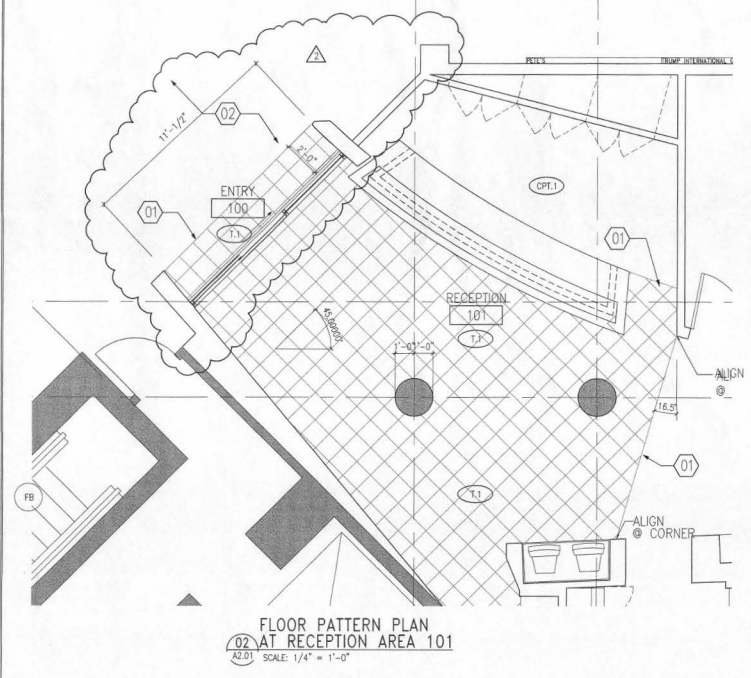 2
PETE'S
TRUMP INTERNATIONAL
11'-1/2"
02
2'-0"
ENTRY
100
T.1
01
CPT.1
01
RECEPTION
101
T.1
45.00000°
1'-0"
1'-0"
ALIGN
@
16.5°
01
FB
T.1
ALIGN
@ CORNER
FLOOR PATTERN PLAN
02 AT RECEPTION AREA 101
A2.01 SCALE: 1/4" = 1'-0"